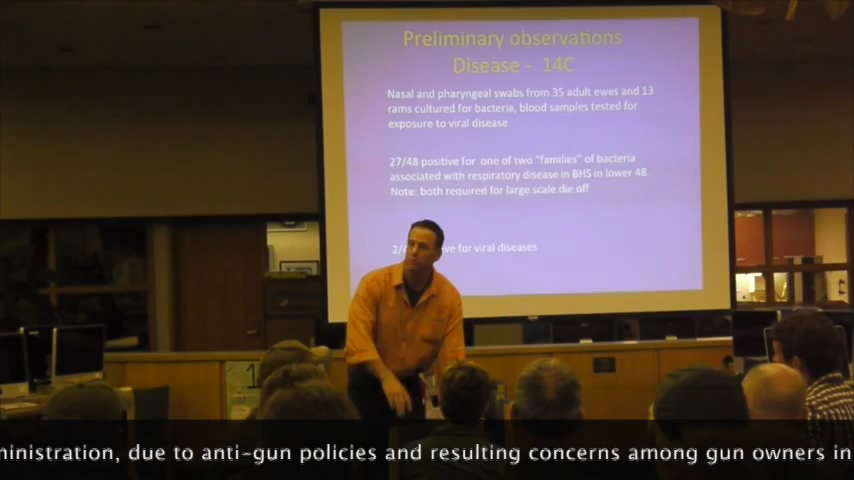 Preliminary observations
Disease - 14C
Nasal and pharyngeal swabs from 35 adult ewes and 13
rams cultured for bacteria, blood samples tested for
exposure to viral disease
27/48 positive for one of two "families" of bacteria
associated with respiratory disease in BHS in lower 48.
Note: both required for large scale die off
2/ ve for viral diseases
1
ministration, due to anti-gun policies and resulting concerns among gun owners in